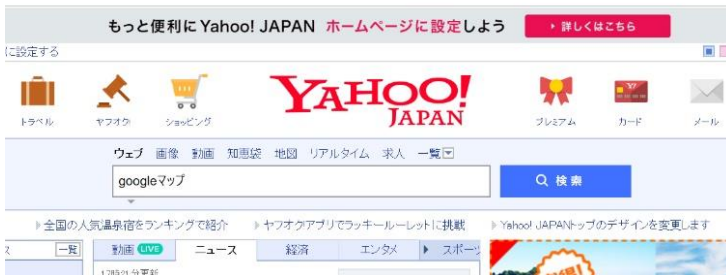 もっと便利に Yahoo! JAPAN ホームページに設定しよう
詳しくはこちら
に設定する
トラベル
ヤフオク!
ショッピング
YAHOO!
JAPAN
プレミアム
カード
メール
ウェブ 画像 動画 知恵袋 地図 リアルタイム 求人 一覧
googleマップ
検索
全国の人気温泉宿をランキングで紹介
ヤフオクアプリでラッキールーレットに挑戦
Yahoo! JAPANトップのデザインを変更します
一覧
動画 LIVE
ニュース
経済
エンタメ
スポーツ